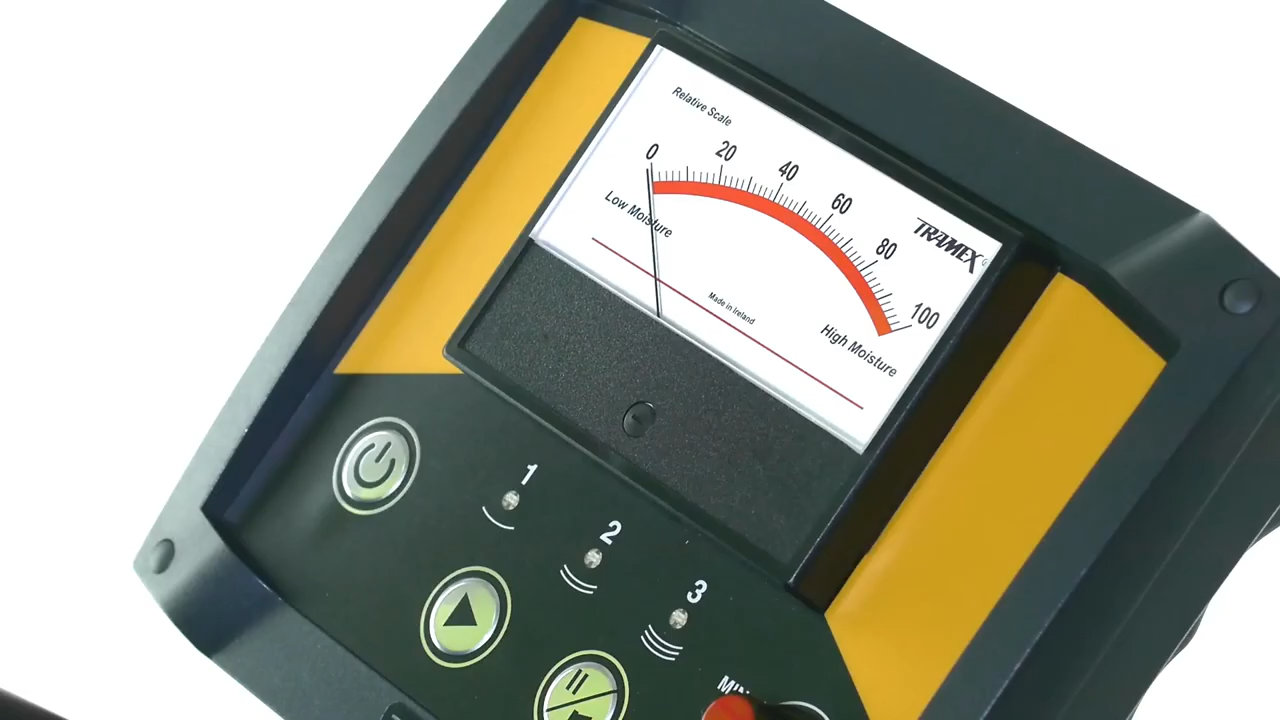 Relative Scale
0 20 40 60 80 100
Low Moisture
TRAMEX
Made in Ireland
High Moisture
1
2
3